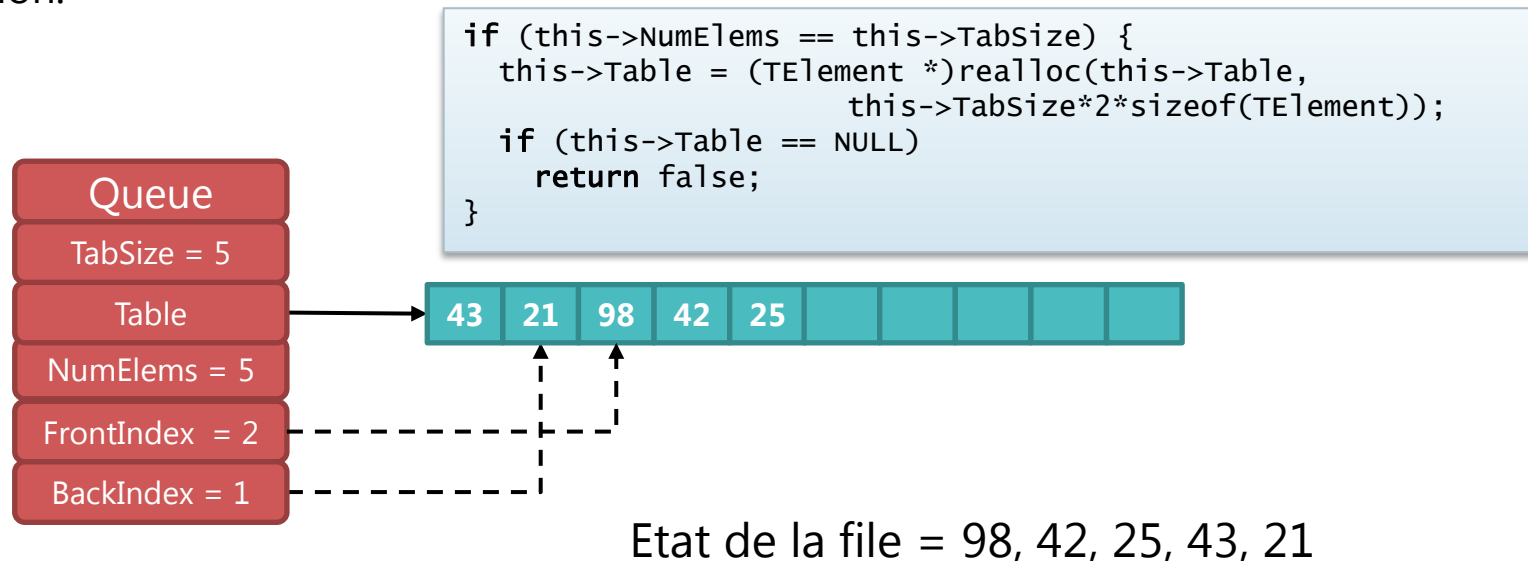 if (this->NumElems == this->TabSize) {
this->Table = (TElement *)realloc(this->Table,
this->TabSize*2*sizeof(TElement));
if (this->Table == NULL)
return false;
}
Queue
TabSize = 5
Table
43 21 98 42 25
NumElems = 5
FrontIndex = 2
BackIndex = 1
Etat de la file = 98, 42, 25, 43, 21